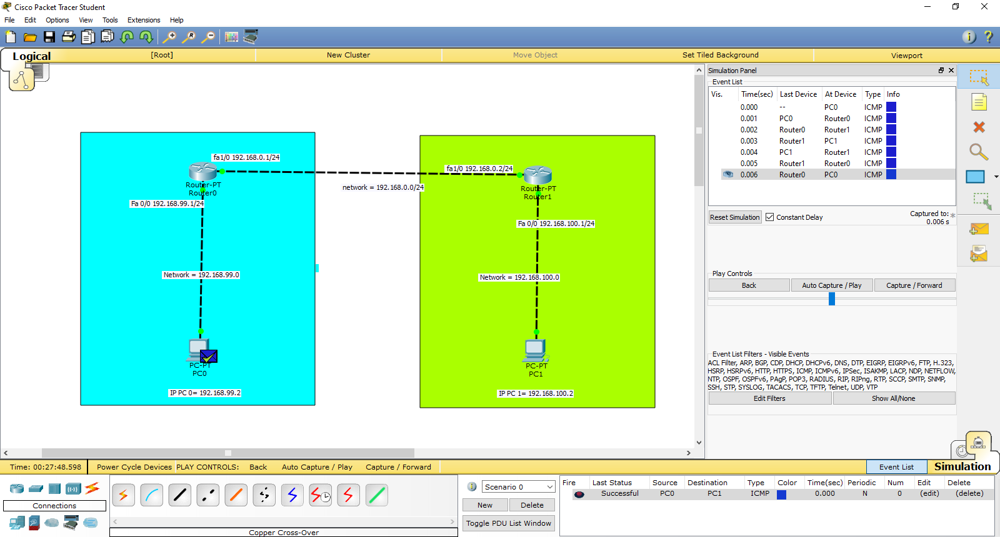 Cisco Packet Tracer Student
File Edit Options View Tools Extensions Help
Logical [Root] New Cluster Move Object Set Tiled Background Viewport
fa1/0 192.168.0.1/24
Router-PT
Router0
Fa 0/0 192.168.99.1/24
Network = 192.168.99.0
PC-PT
PC0
IP PC 0= 192.168.99.2
network = 192.168.0.0/24
fa1/0 192.168.0.2/24
Router-PT
Router1
Fa 0/0 192.168.100.1/24
Network = 192.168.100.0
PC-PT
PC1
IP PC 1= 192.168.100.2
Simulation Panel
Event List
Vis. Time(sec) Last Device At Device Type Info
0.000 -- PC0 ICMP
0.001 PC0 Router0 ICMP
0.002 Router0 Router1 ICMP
0.003 Router1 PC1 ICMP
0.004 PC1 Router1 ICMP
0.005 Router1 Router0 ICMP
0.006 Router0 PC0 ICMP
Reset Simulation Constant Delay Captured to: *
0.006 s
Play Controls
Back Auto Capture / Play Capture / Forward
Event List Filters - Visible Events
ACL Filter, ARP, BGP, CDP, DHCP, DHCPv6, DNS, DTP, EIGRP, EIGRPv6, FTP, H.323,
HSRP, HSRPv6, HTTP, HTTPS, ICMP, ICMPv6, IPSec, ISAKMP, LACP, NDP, NETFLOW,
NTP, OSPF, OSPFv6, PAgP, POP3, RADIUS, RIP, RIPng, RTP, SCCP, SMTP, SNMP,
SSH, STP, SYSLOG, TACACS, TCP, TFTP, Telnet, UDP, VTP
Edit Filters Show All/None
Time: 00:27:48.598 Power Cycle Devices PLAY CONTROLS: Back Auto Capture / Play Capture / Forward Event List Simulation
Connections
Copper Cross-Over
Scenario 0
New Delete
Toggle PDU List Window
Fire Last Status Source Destination Type Color Time(sec) Periodic Num Edit Delete
Successful PC0 PC1 ICMP 0.000 N 0 (edit) (delete)